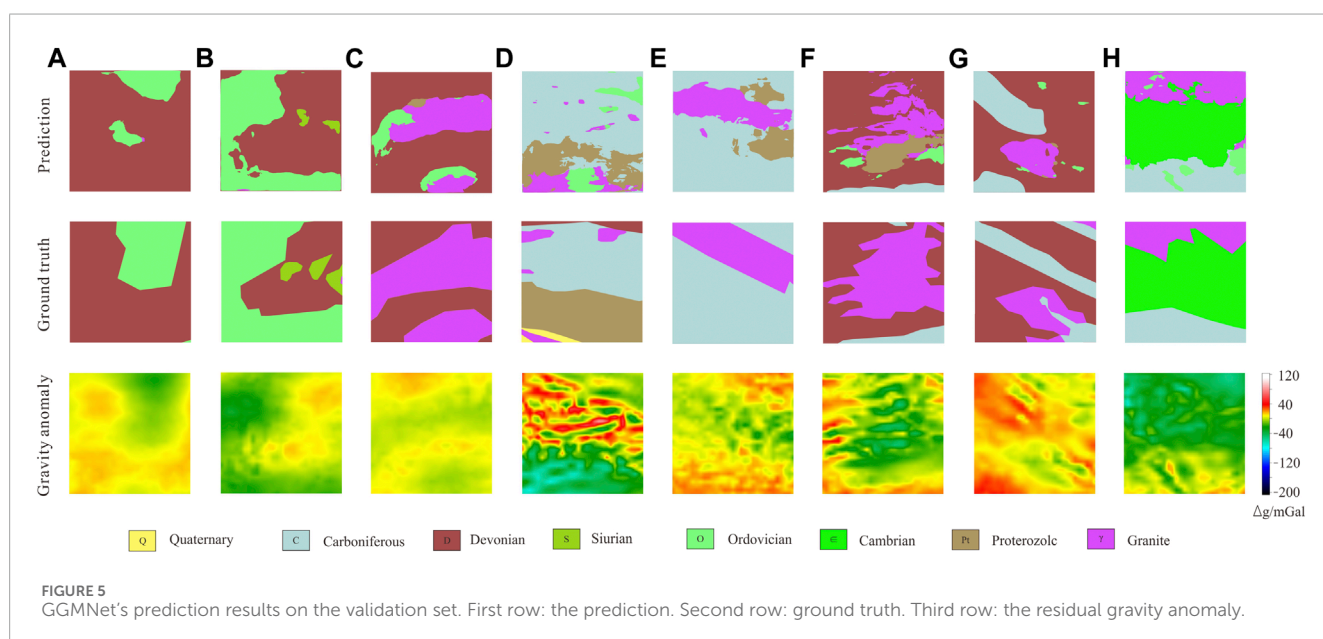 A B C D E F G H
Prediction
Ground truth
Gravity anomaly
120
40
-40
-120
-200
Δg/mGal
Q Quaternary C Carboniferous D Devonian S Siurian O Ordovician ∈ Cambrian Pt Proterozolc γ Granite
FIGURE 5
GGMNet's prediction results on the validation set. First row: the prediction. Second row: ground truth. Third row: the residual gravity anomaly.